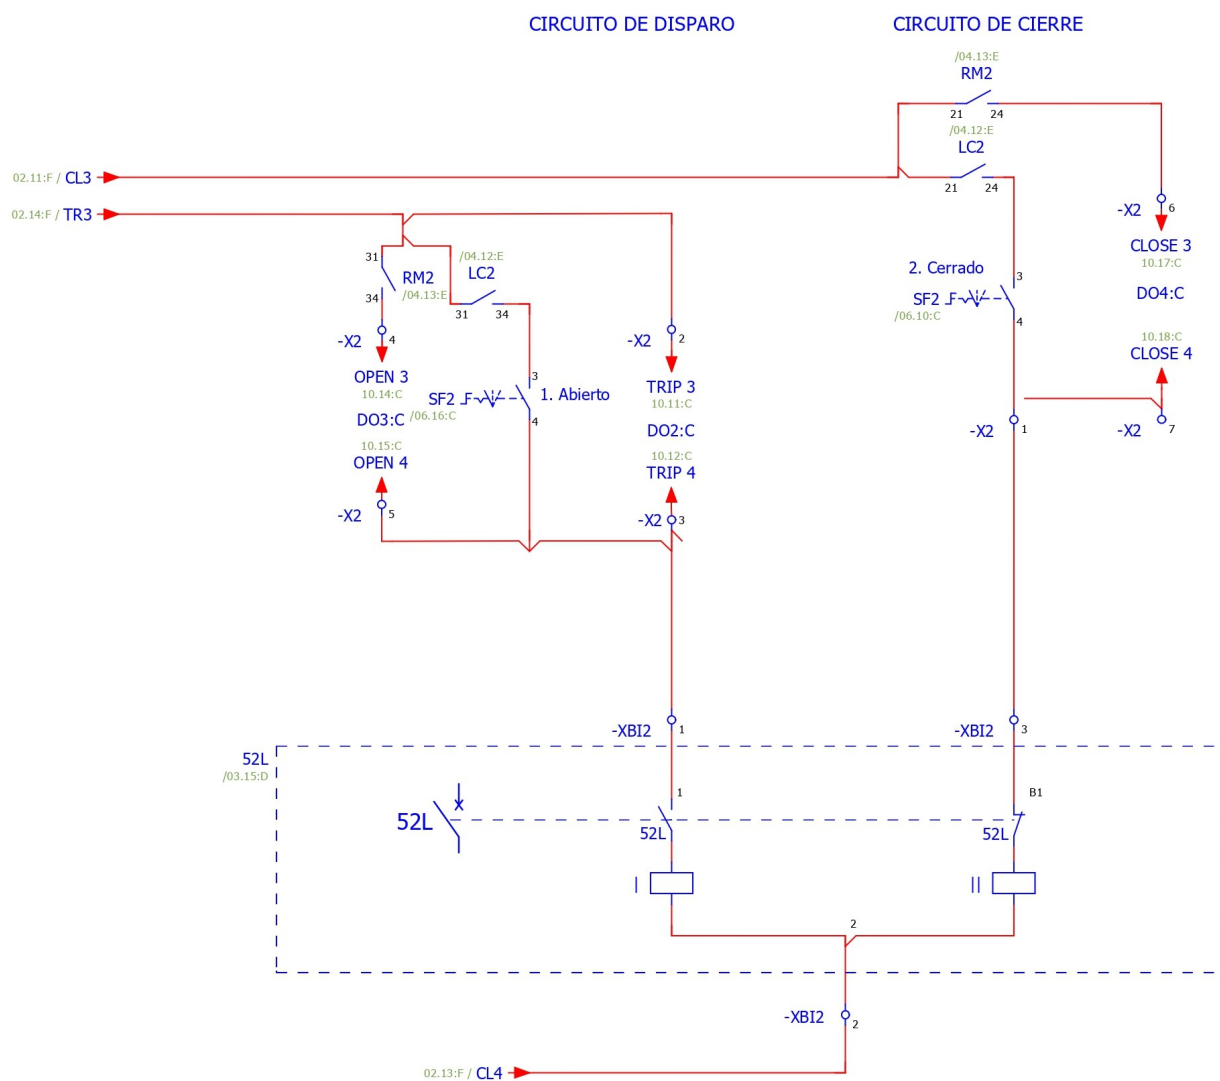 CIRCUITO DE DISPARO
CIRCUITO DE CIERRE
/04.13:E
RM2
21 24
/04.12:E
LC2
21 24
02.11:F / CL3
02.14:F / TR3
-X2 6
CLOSE 3
10.17:C
DO4:C
10.18:C
CLOSE 4
-X2 7
31
RM2
/04.13:E
34
/04.12:E
LC2
31 34
2. Cerrado
3
SF2
/06.10:C
4
-X2 4
OPEN 3
10.14:C
DO3:C
10.15:C
OPEN 4
-X2 5
3
SF2
1. Abierto
/06.16:C
4
-X2 2
TRIP 3
10.11:C
DO2:C
10.12:C
TRIP 4
-X2 3
-X2 1
-XBI2 1
-XBI2 3
52L
/03.15:D
1
B1
52L
52L
52L
I
II
2
-XBI2 2
02.13:F / CL4